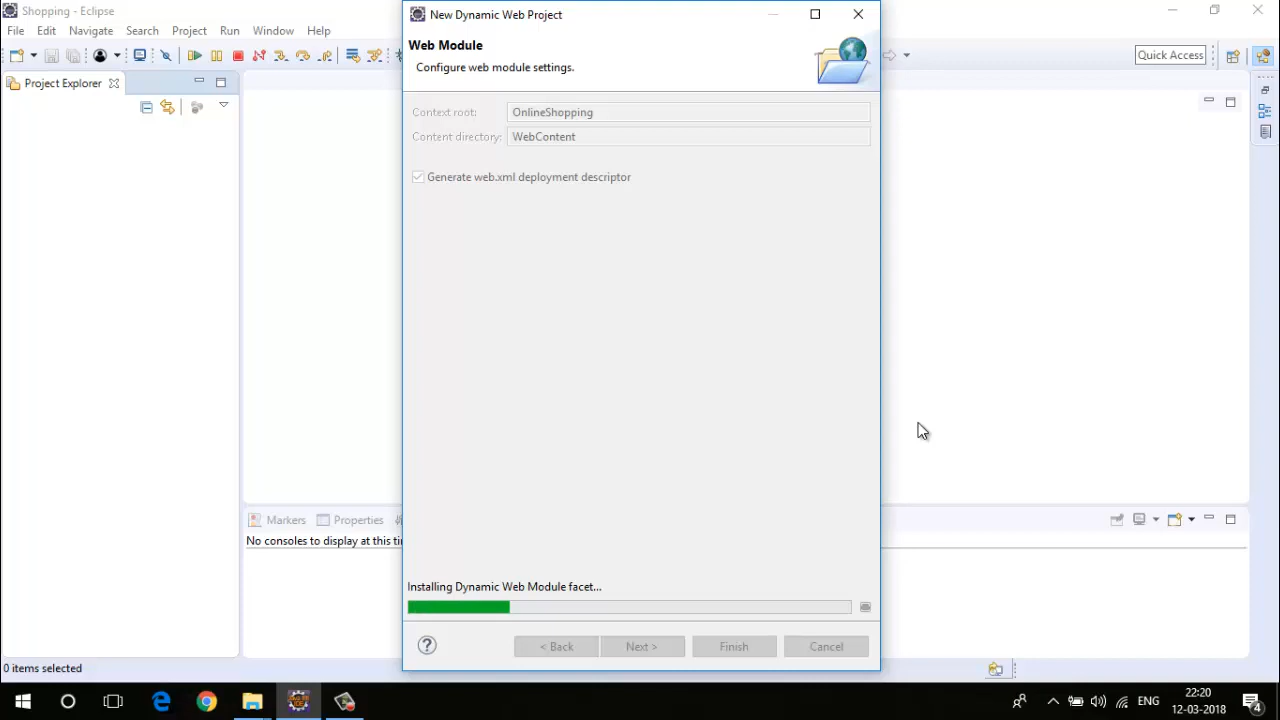 Shopping - Eclipse
New Dynamic Web Project
File Edit Navigate Search Project Run Window Help
Web Module
Configure web module settings.
Quick Access
Project Explorer
Context root: OnlineShopping
Content directory: WebContent
Generate web.xml deployment descriptor
Markers Properties
No consoles to display at this
Installing Dynamic Web Module facet...
< Back Next > Finish Cancel
0 items selected
ENG
22:20
12-03-2018
4